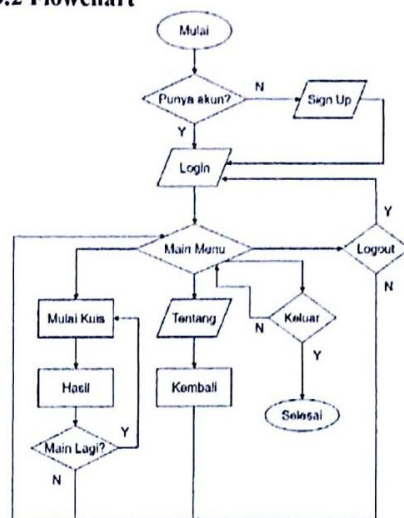 3.2 Flowchart
Mulai
Punya akun?
N
Sign Up
Y
Login
Y
Main Menu
Logout
Mulai Kuis
Tentang
N
Keluar
N
Hasil
Kembali
Y
Selesai
Main Lagi?
Y
N